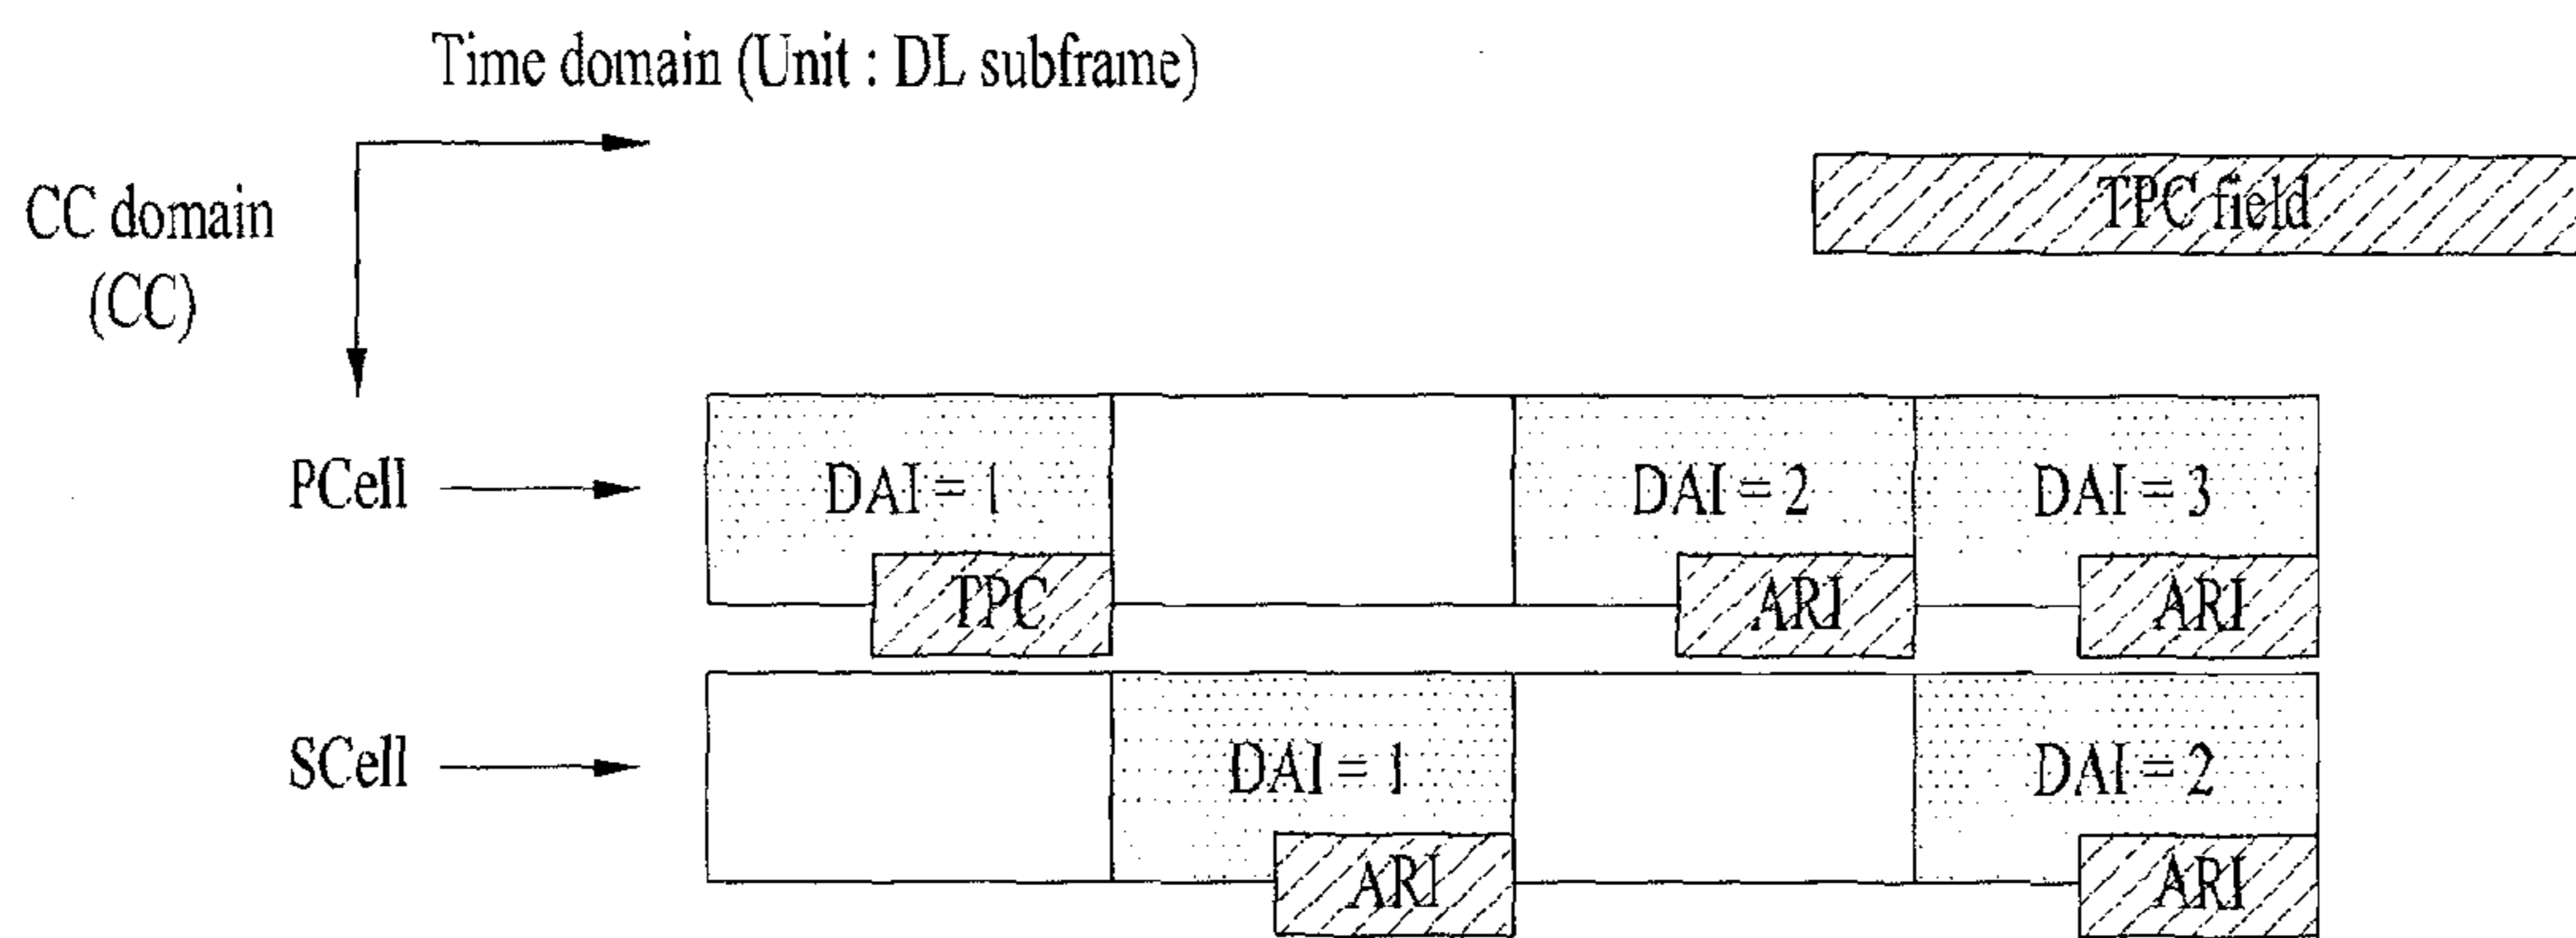 Time domain (Unit : DL subframe)
CC domain
(CC)
TPC field
PCell
DAI = 1
DAI = 2
DAI = 3
TPC
ARI
ARI
SCell
DAI = 1
DAI = 2
ARI
ARI